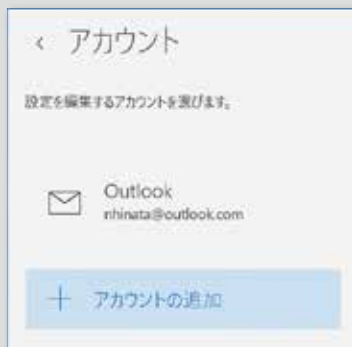 < アカウント
設定を編集するアカウントを選びます。
Outlook
nhinata@outlook.com
+ アカウントの追加